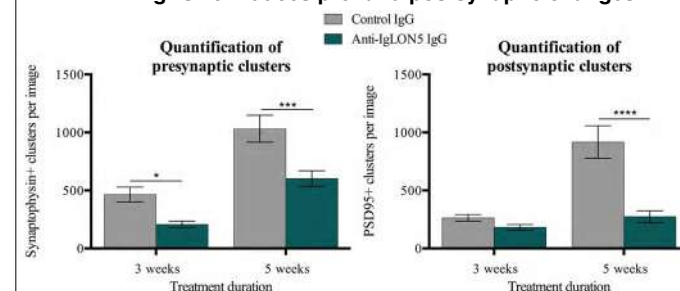 Control IgG
Anti-IgLON5 IgG
Quantification of
presynaptic clusters
Synaptophysin+ clusters per image
1500
1000
500
0
*
***
3 weeks
5 weeks
Treatment duration
Quantification of
postsynaptic clusters
PSD95+ clusters per image
1500
1000
500
0
****
3 weeks
5 weeks
Treatment duration